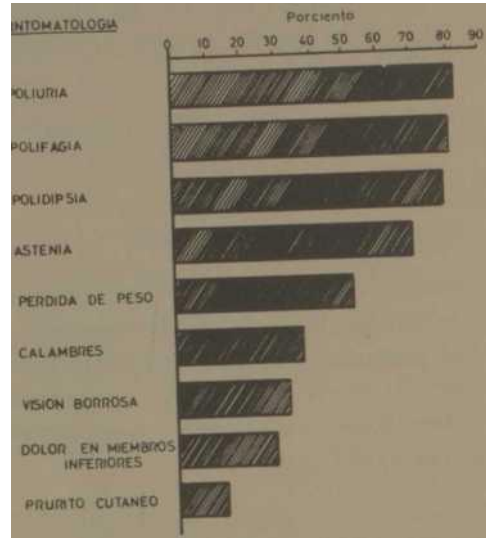 INTOMATOLOGIA
Porciento
0 10 20 30 40 50 60 70 80 90
POLIURIA
POLIFAGIA
POLIDIPSIA
ASTENIA
PERDIDA DE PESO
CALAMBRES
VISION BORROSA
DOLOR EN MIEMBROS
INFERIORES
PRURITO CUTANEO